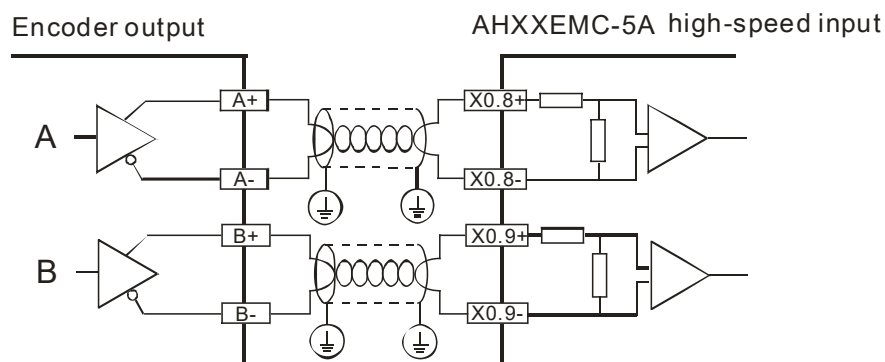 Encoder output
AHXXEMC-5A high-speed input
A
A+
X0.8+
A-
X0.8-
B
B+
X0.9+
B-
X0.9-